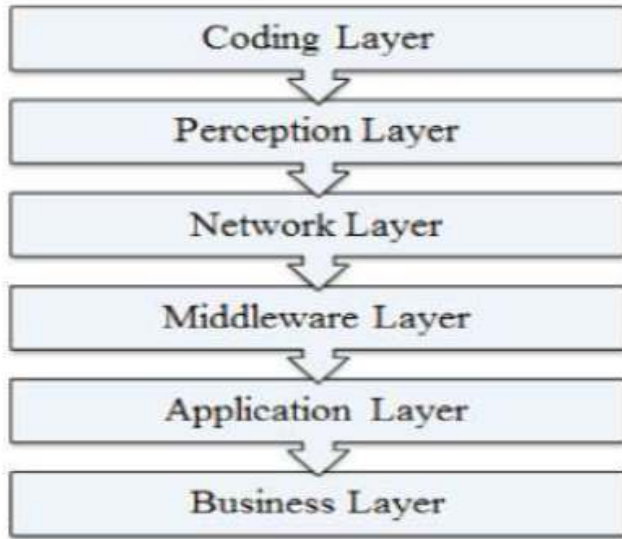 Coding Layer
Perception Layer
Network Layer
Middleware Layer
Application Layer
Business Layer